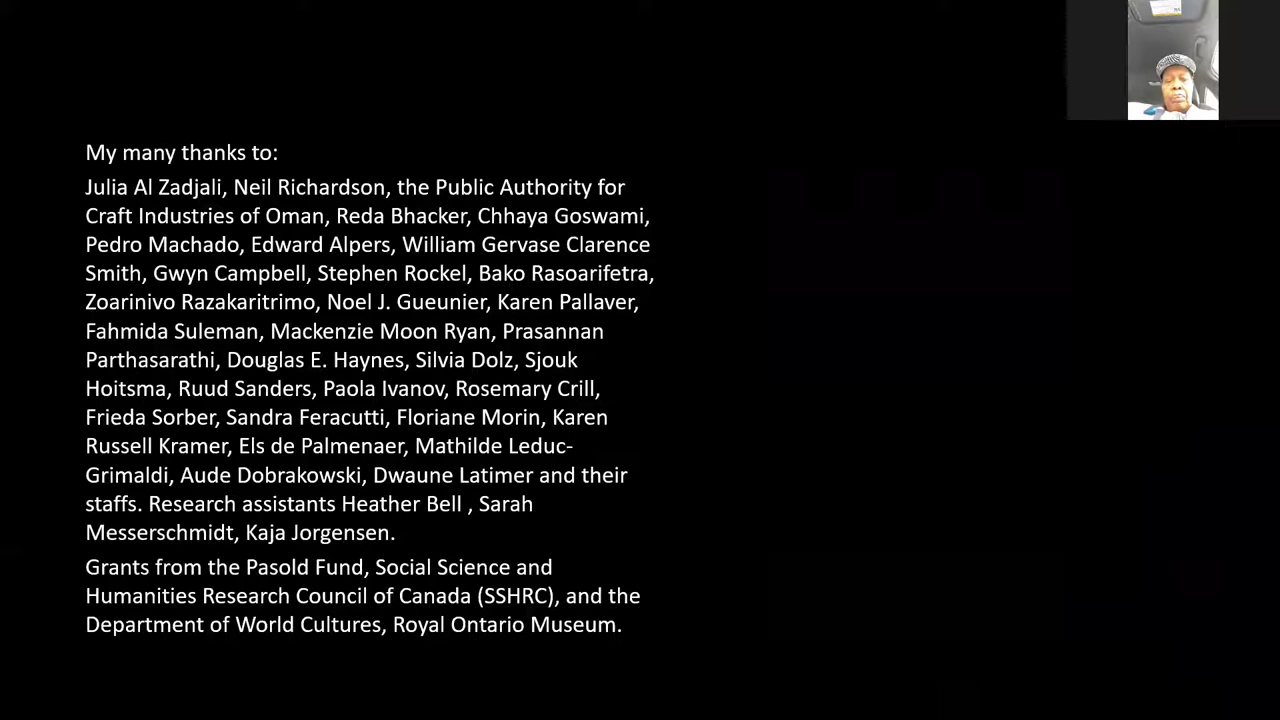 My many thanks to:
Julia Al Zadjali, Neil Richardson, the Public Authority for
Craft Industries of Oman, Reda Bhacker, Chhaya Goswami,
Pedro Machado, Edward Alpers, William Gervase Clarence
Smith, Gwyn Campbell, Stephen Rockel, Bako Rasoarifetra,
Zoarinivo Razakaritrimo, Noel J. Gueunier, Karen Pallaver,
Fahmida Suleman, Mackenzie Moon Ryan, Prasannan
Parthasarathi, Douglas E. Haynes, Silvia Dolz, Sjouk
Hoitsma, Ruud Sanders, Paola Ivanov, Rosemary Crill,
Frieda Sorber, Sandra Feracutti, Floriane Morin, Karen
Russell Kramer, Els de Palmenaer, Mathilde Leduc-
Grimaldi, Aude Dobrakowski, Dwaune Latimer and their
staffs. Research assistants Heather Bell , Sarah
Messerschmidt, Kaja Jorgensen.
Grants from the Pasold Fund, Social Science and
Humanities Research Council of Canada (SSHRC), and the
Department of World Cultures, Royal Ontario Museum.